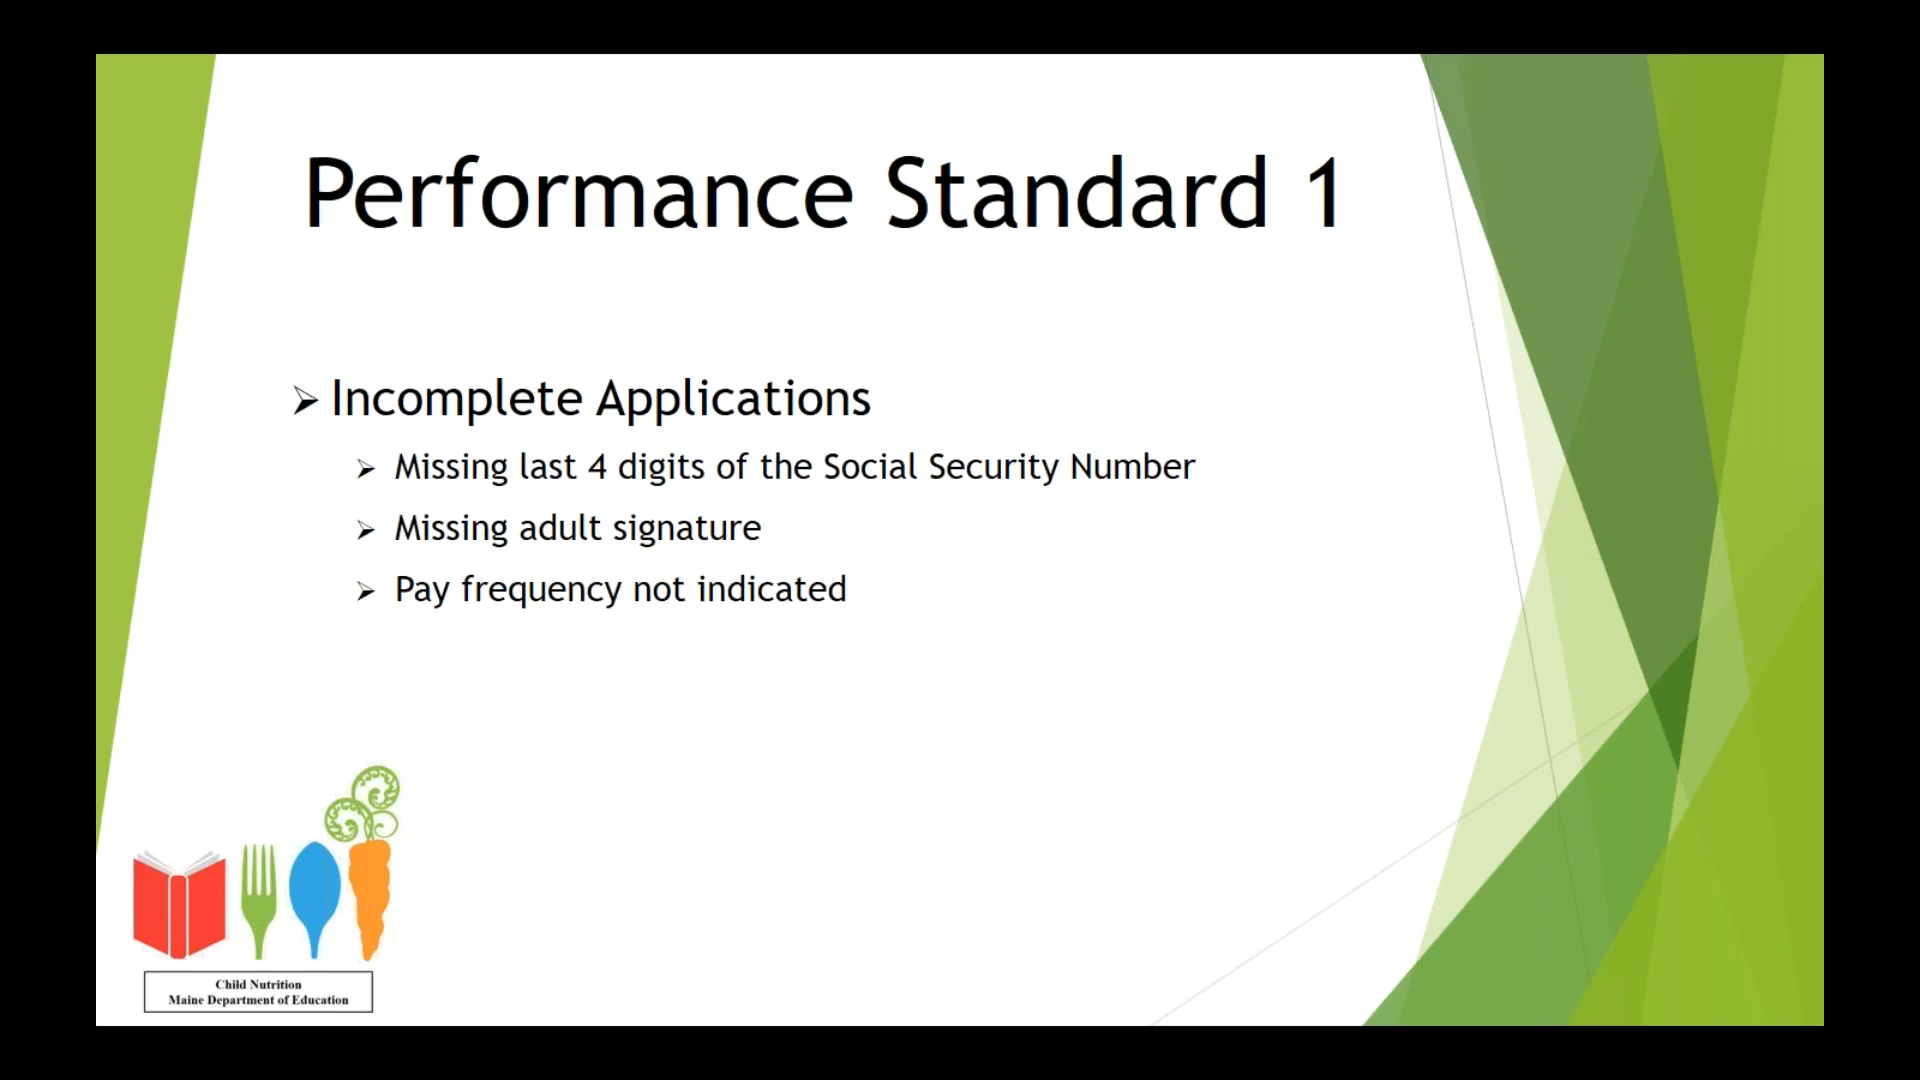 Performance Standard 1
Incomplete Applications
Missing last 4 digits of the Social Security Number
Missing adult signature
Pay frequency not indicated
Child Nutrition
Maine Department of Education